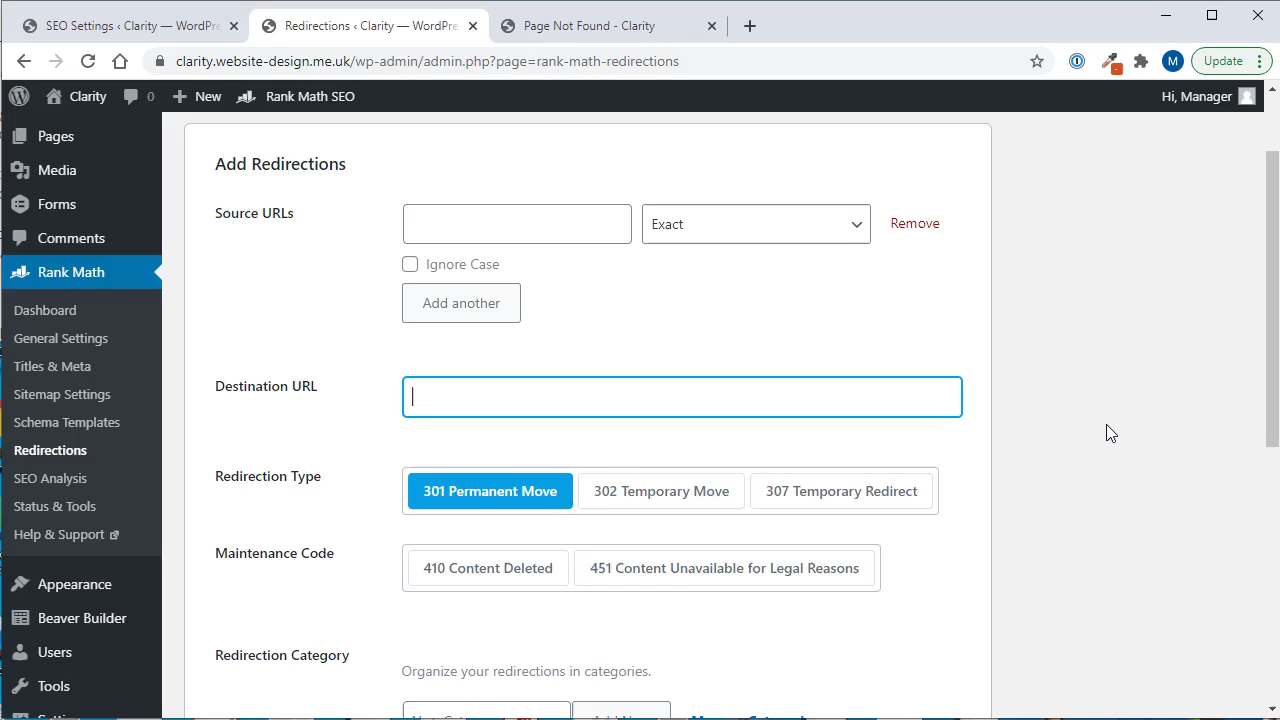 SEO Settings ‹ Clarity — WordPre
Redirections ‹ Clarity — WordPre
Page Not Found - Clarity
clarity.website-design.me.uk/wp-admin/admin.php?page=rank-math-redirections
M
Update
Clarity
0
New
Rank Math SEO
Hi, Manager
Pages
Media
Forms
Comments
Rank Math
Dashboard
General Settings
Titles & Meta
Sitemap Settings
Schema Templates
Redirections
SEO Analysis
Status & Tools
Help & Support
Appearance
Beaver Builder
Users
Tools
Add Redirections
Source URLs
Exact
Remove
Ignore Case
Add another
Destination URL
Redirection Type
301 Permanent Move
302 Temporary Move
307 Temporary Redirect
Maintenance Code
410 Content Deleted
451 Content Unavailable for Legal Reasons
Redirection Category
Organize your redirections in categories.